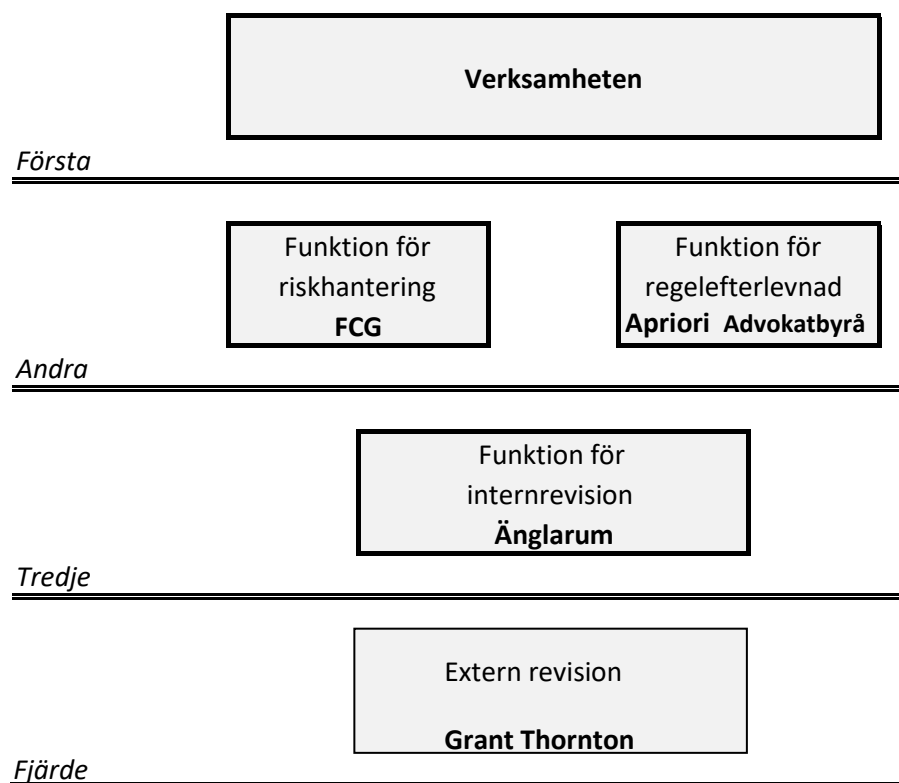 Verksamheten
Första
Funktion för
riskhantering
FCG
Funktion för
regelefterlevnad
Apriori Advokatbyrå
Andra
Funktion för
internrevision
Änglarum
Tredje
Extern revision
Grant Thornton
Fjärde